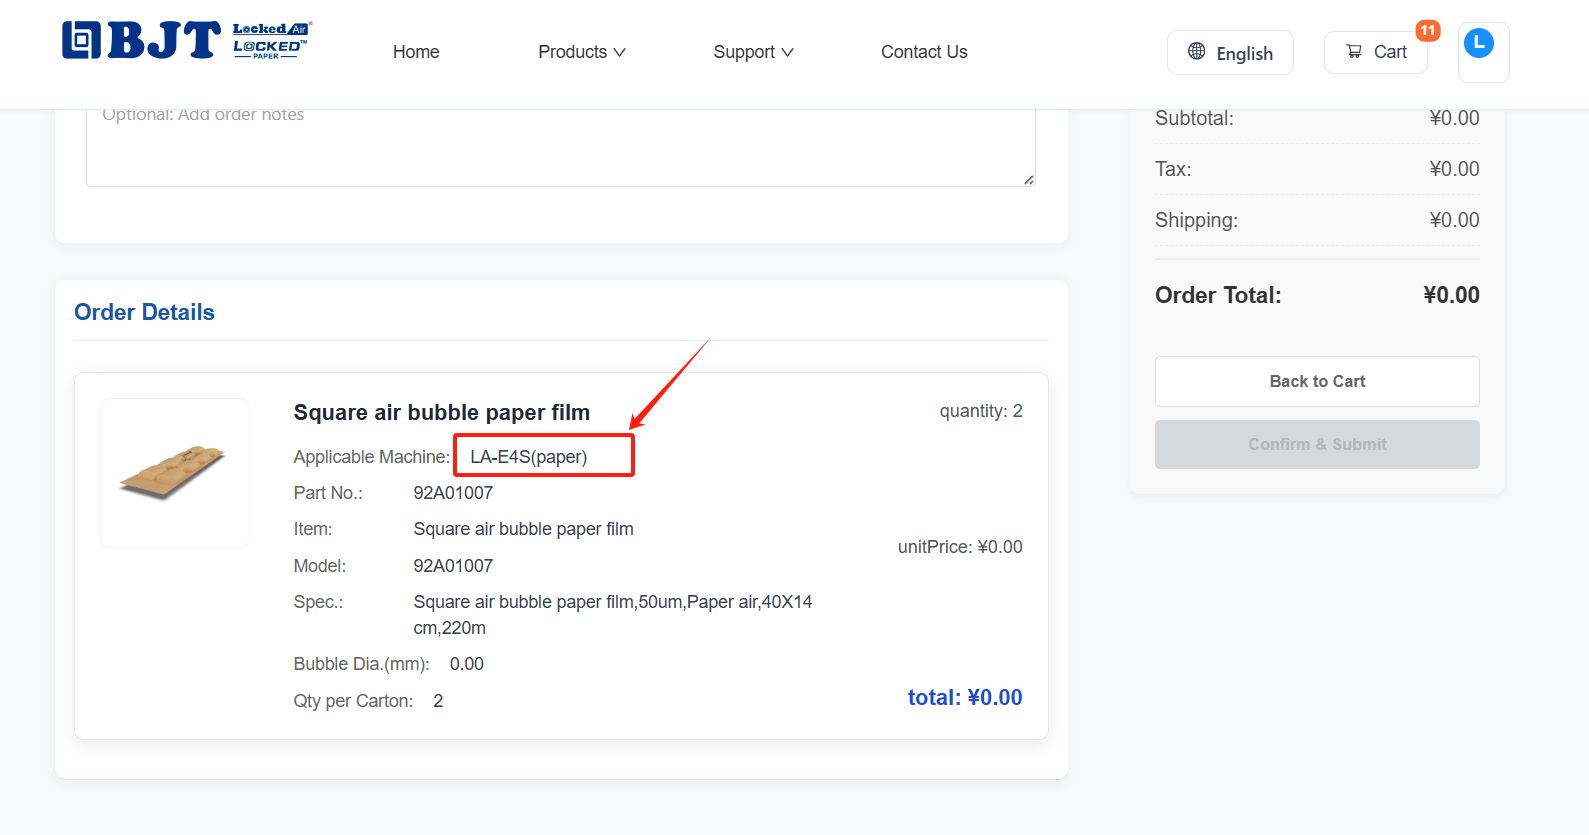 BJT
Locked Air®
LOCKED™
PAPER
Home
Products
Support
Contact Us
English
Cart
11
L
Optional: Add order notes
Subtotal: ¥0.00
Tax: ¥0.00
Shipping: ¥0.00
Order Total: ¥0.00
Back to Cart
Confirm & Submit
Order Details
Square air bubble paper film
quantity: 2
Applicable Machine: LA-E4S(paper)
Part No.: 92A01007
Item: Square air bubble paper film
unitPrice: ¥0.00
Model: 92A01007
Spec.: Square air bubble paper film,50um,Paper air,40X14
cm,220m
Bubble Dia.(mm): 0.00
Qty per Carton: 2
total: ¥0.00